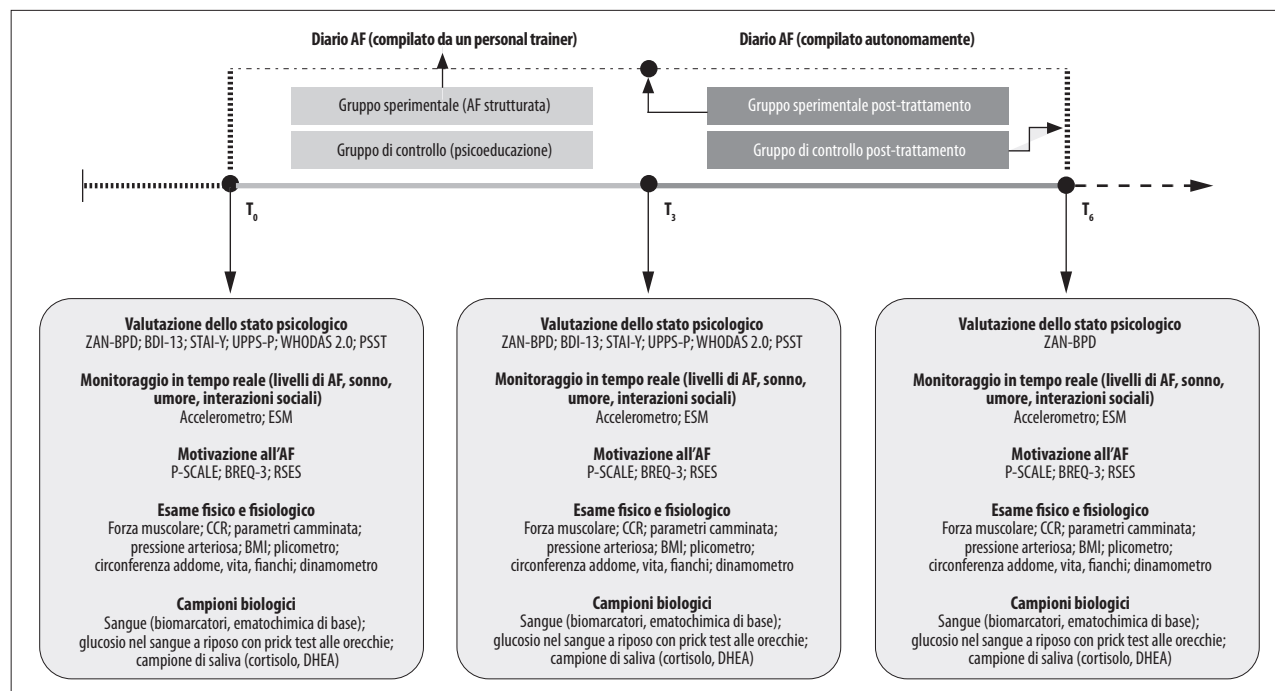 Diario AF (compilato da un personal trainer)
Diario AF (compilato autonomamente)
Gruppo sperimentale (AF strutturata)
Gruppo sperimentale post-trattamento
Gruppo di controllo (psicoeducazione)
Gruppo di controllo post-trattamento
T0
T3
T6
Valutazione dello stato psicologico
ZAN-BPD; BDI-13; STAI-Y; UPPS-P; WHODAS 2.0; PSST
Monitoraggio in tempo reale (livelli di AF, sonno,
umore, interazioni sociali)
Accelerometro; ESM
Motivazione all'AF
P-SCALE; BREQ-3; RSES
Esame fisico e fisiologico
Forza muscolare; CCR; parametri camminata;
pressione arteriosa; BMI; plicometro;
circonferenza addome, vita, fianchi; dinamometro
Campioni biologici
Sangue (biomarcatori, ematochimica di base);
glucosio nel sangue a riposo con prick test alle orecchie;
campione di saliva (cortisolo, DHEA)
Valutazione dello stato psicologico
ZAN-BPD; BDI-13; STAI-Y; UPPS-P; WHODAS 2.0; PSST
Monitoraggio in tempo reale (livelli di AF, sonno,
umore, interazioni sociali)
Accelerometro; ESM
Motivazione all'AF
P-SCALE; BREQ-3; RSES
Esame fisico e fisiologico
Forza muscolare; CCR; parametri camminata;
pressione arteriosa; BMI; plicometro;
circonferenza addome, vita, fianchi; dinamometro
Campioni biologici
Sangue (biomarcatori, ematochimica di base);
glucosio nel sangue a riposo con prick test alle orecchie;
campione di saliva (cortisolo, DHEA)
Valutazione dello stato psicologico
ZAN-BPD
Monitoraggio in tempo reale (livelli di AF, sonno,
umore, interazioni sociali)
Accelerometro; ESM
Motivazione all'AF
P-SCALE; BREQ-3; RSES
Esame fisico e fisiologico
Forza muscolare; CCR; parametri camminata;
pressione arteriosa; BMI; plicometro;
circonferenza addome, vita, fianchi; dinamometro
Campioni biologici
Sangue (biomarcatori, ematochimica di base);
glucosio nel sangue a riposo con prick test alle orecchie;
campione di saliva (cortisolo, DHEA)